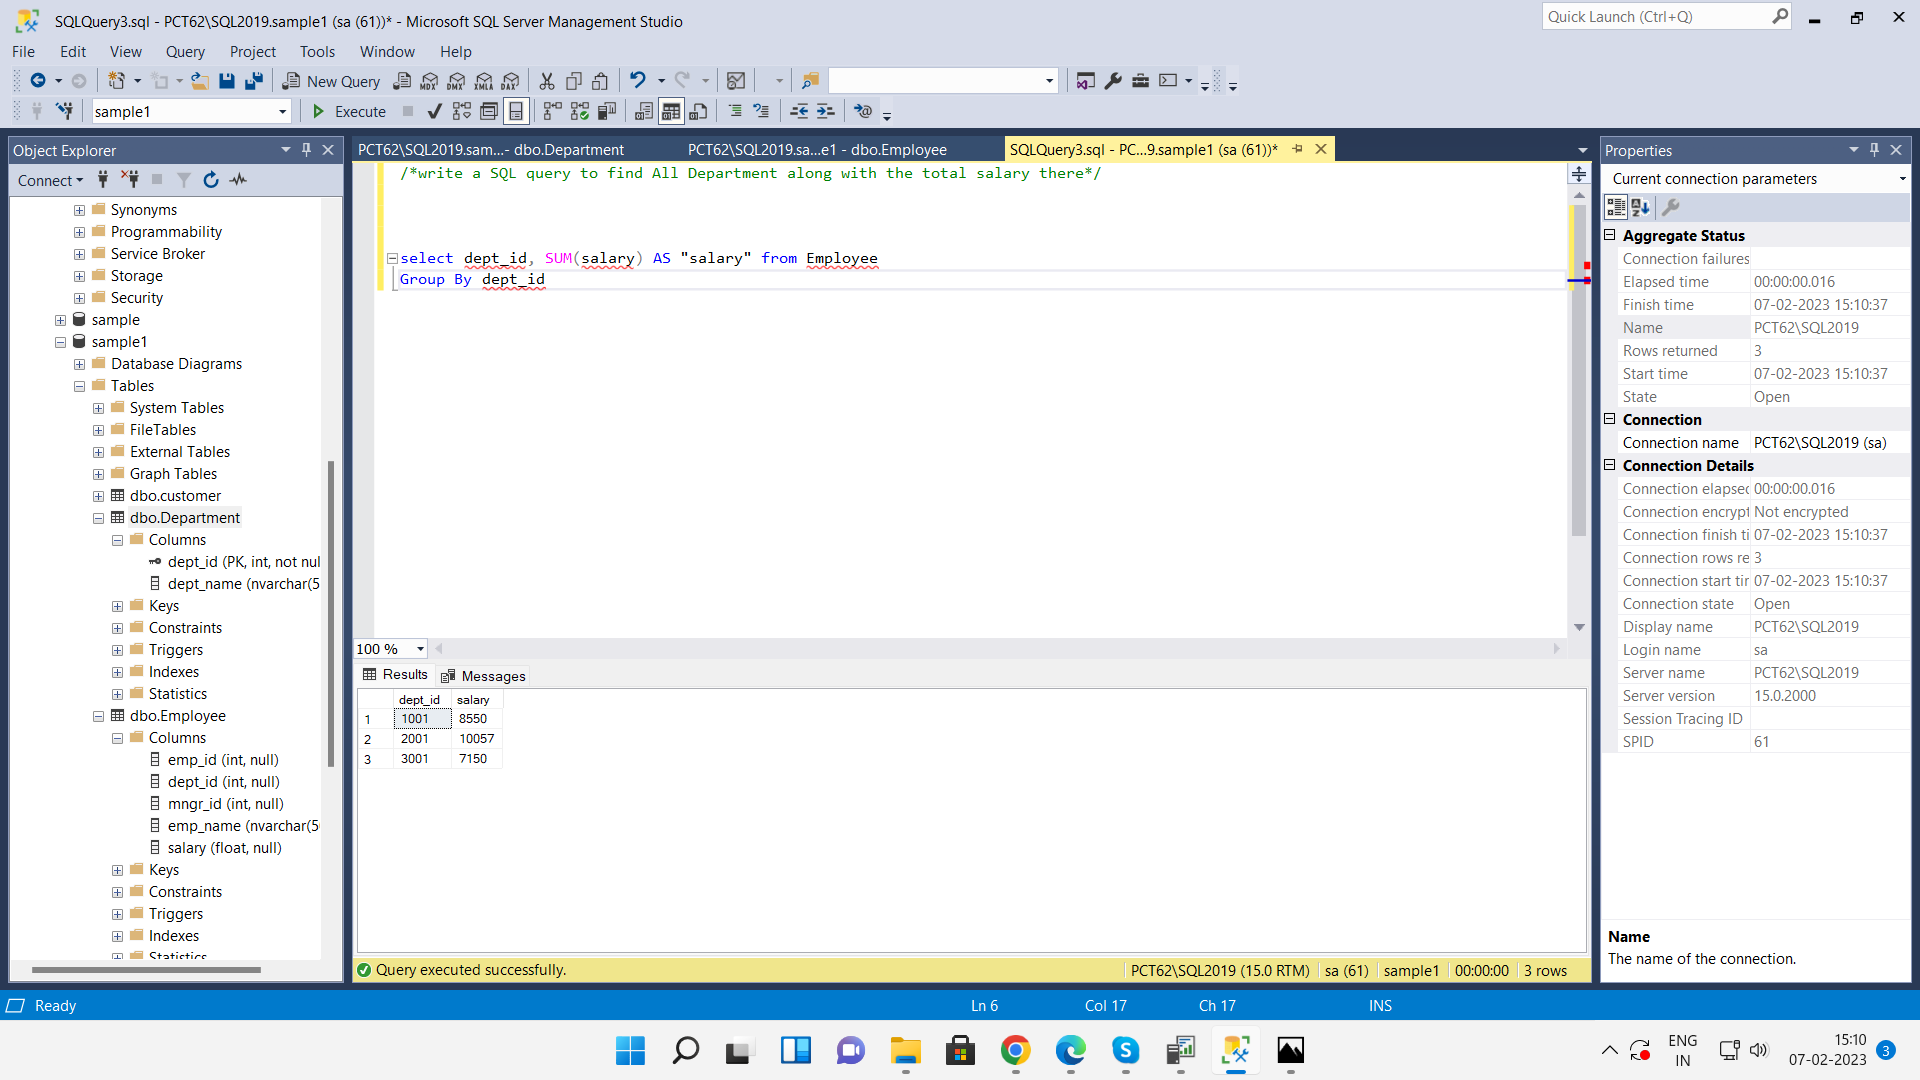 SQLQuery3.sql - PCT62\SQL2019.sample1 (sa (61))* - Microsoft SQL Server Management Studio
Quick Launch (Ctrl+Q)
File Edit View Query Project Tools Window Help
New Query MDX DMX XMLA DAX
sample1 Execute
Object Explorer
Connect
Synonyms
Programmability
Service Broker
Storage
Security
sample
sample1
Database Diagrams
Tables
System Tables
FileTables
External Tables
Graph Tables
dbo.customer
dbo.Department
Columns
dept_id (PK, int, not nul
dept_name (nvarchar(5
Keys
Constraints
Triggers
Indexes
Statistics
dbo.Employee
Columns
emp_id (int, null)
dept_id (int, null)
mngr_id (int, null)
emp_name (nvarchar(5
salary (float, null)
Keys
Constraints
Triggers
Indexes
Statistics
PCT62\SQL2019.sam...- dbo.Department PCT62\SQL2019.sa...e1 - dbo.Employee SQLQuery3.sql - PC...9.sample1 (sa (61))*
/*write a SQL query to find All Department along with the total salary there*/
select dept_id, SUM(salary) AS "salary" from Employee
Group By dept_id
100 %
Results Messages
dept_id salary
1 1001 8550
2 2001 10057
3 3001 7150
Query executed successfully. PCT62\SQL2019 (15.0 RTM) sa (61) sample1 00:00:00 3 rows
Properties
Current connection parameters
Aggregate Status
Connection failures
Elapsed time 00:00:00.016
Finish time 07-02-2023 15:10:37
Name PCT62\SQL2019
Rows returned 3
Start time 07-02-2023 15:10:37
State Open
Connection
Connection name PCT62\SQL2019 (sa)
Connection Details
Connection elapsec 00:00:00.016
Connection encrypt Not encrypted
Connection finish ti 07-02-2023 15:10:37
Connection rows re 3
Connection start tir 07-02-2023 15:10:37
Connection state Open
Display name PCT62\SQL2019
Login name sa
Server name PCT62\SQL2019
Server version 15.0.2000
Session Tracing ID
SPID 61
Name
The name of the connection.
Ready Ln 6 Col 17 Ch 17 INS
ENG
IN
15:10
07-02-2023
3